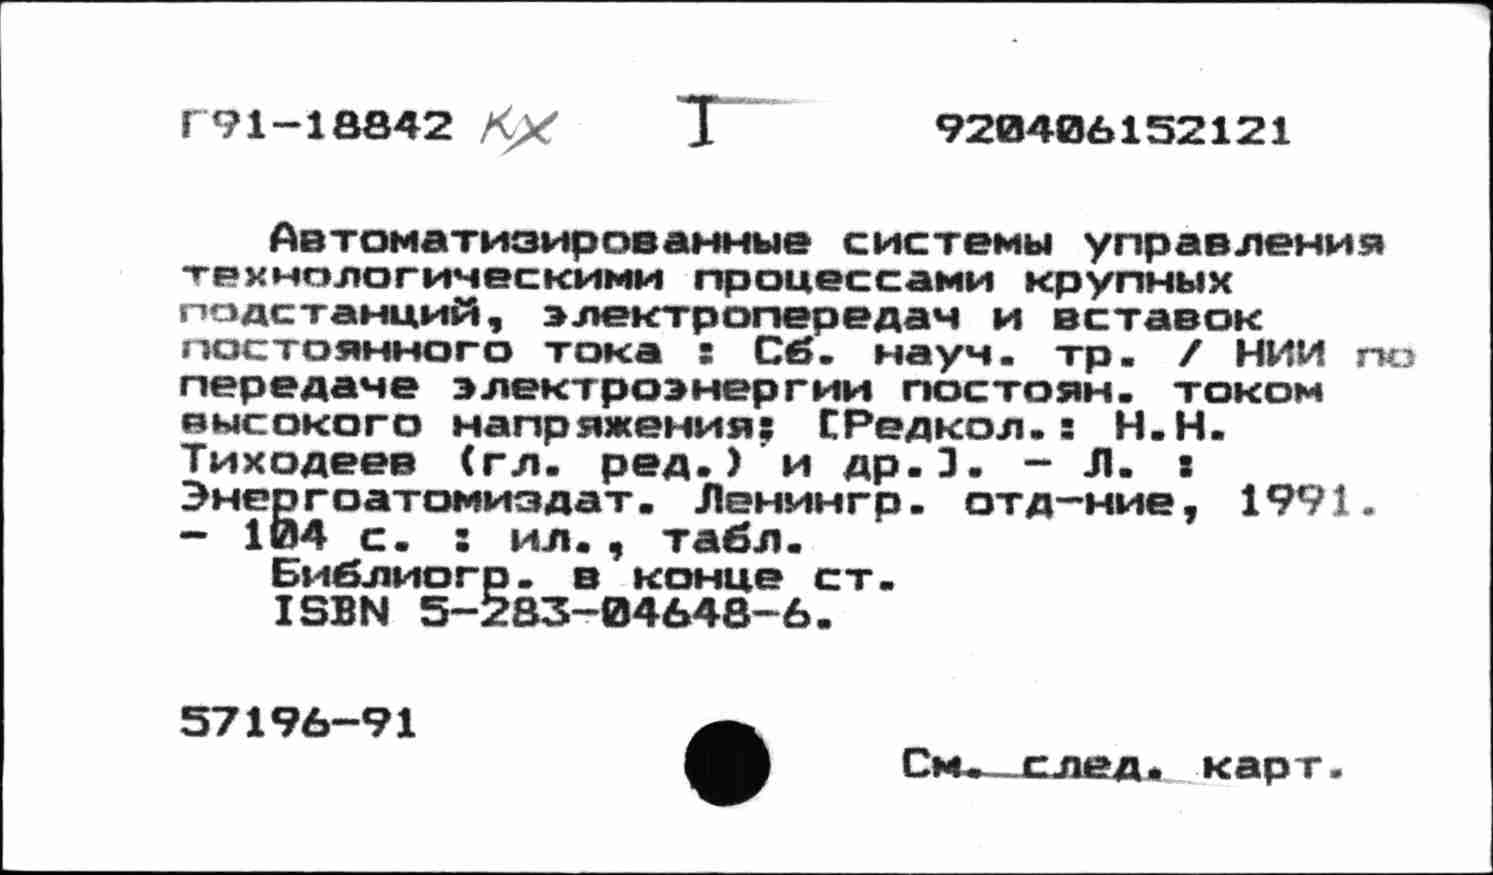 Г91-18842 КХ I 920406152121
Автоматизированные системы управления
технологическими процессами крупных
подстанций, электропередач и вставок
постоянного тока : Сб. науч. тр. / НИИ по
передаче электроэнергии постоян. током
высокого напряжения; [Редкол.: Н.Н.
Тиходеев (гл. ред.) и др.]. - Л. :
Энергоатомиздат. Ленингр. отд-ние, 1991.
- 104 с. : ил., табл.
Библиогр. в конце ст.
ISBN 5-283-04648-6.
57196-91
См. след. карт.